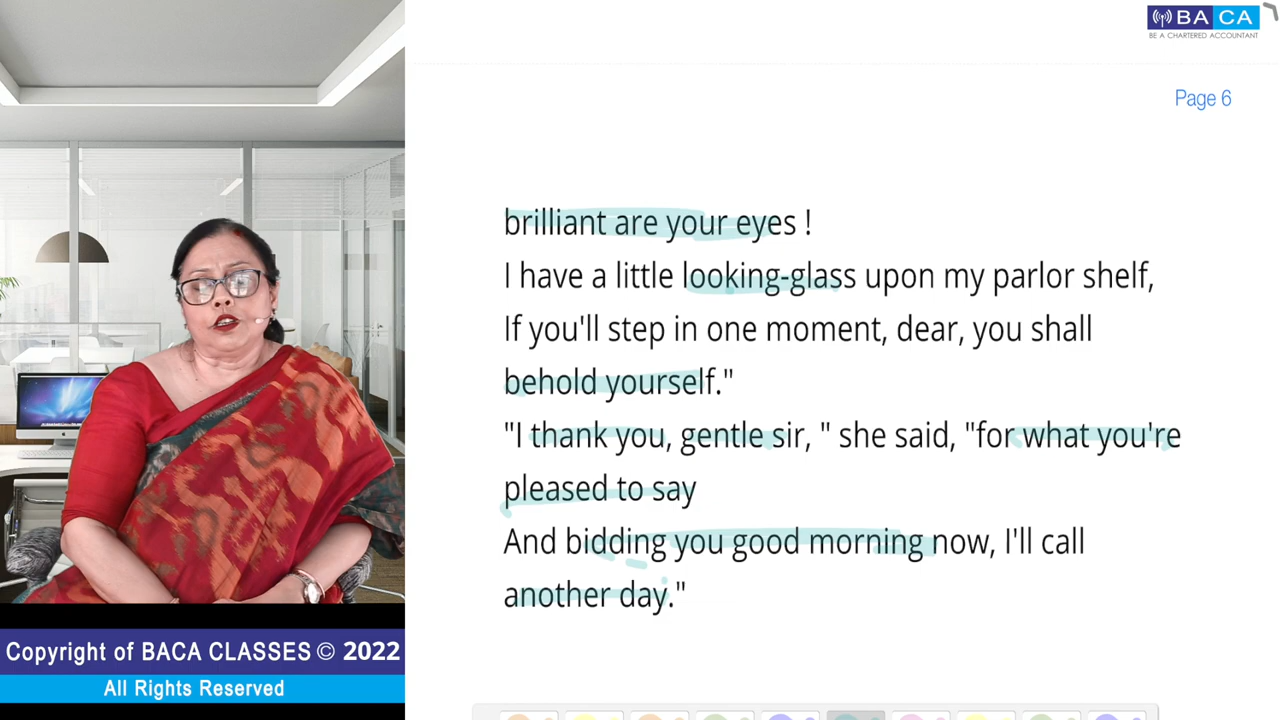 BACA
BE A CHARTERED ACCOUNTANT
Page 6
brilliant are your eyes !
I have a little looking-glass upon my parlor shelf,
If you'll step in one moment, dear, you shall
behold yourself."
"I thank you, gentle sir, " she said, "for what you're
pleased to say
And bidding you good morning now, I'll call
another day."
Copyright of BACA CLASSES © 2022
All Rights Reserved